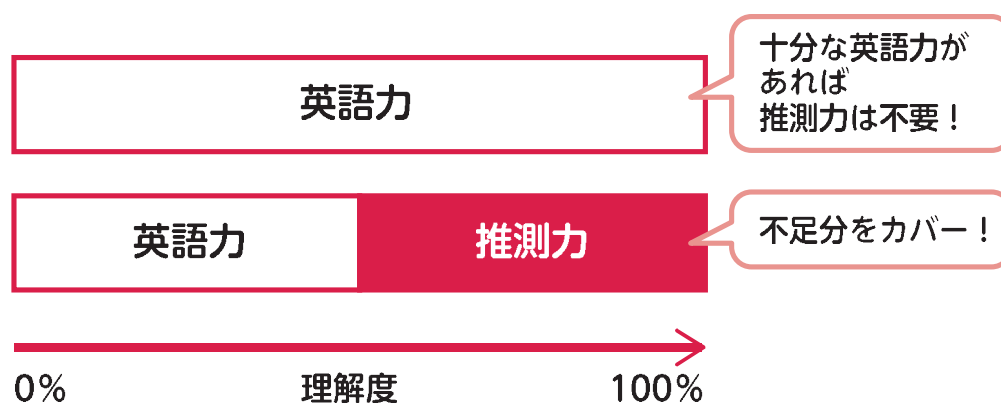 英語力
十分な英語力が
あれば
推測力は不要！
英語力
推測力
不足分をカバー！
0%
理解度
100%